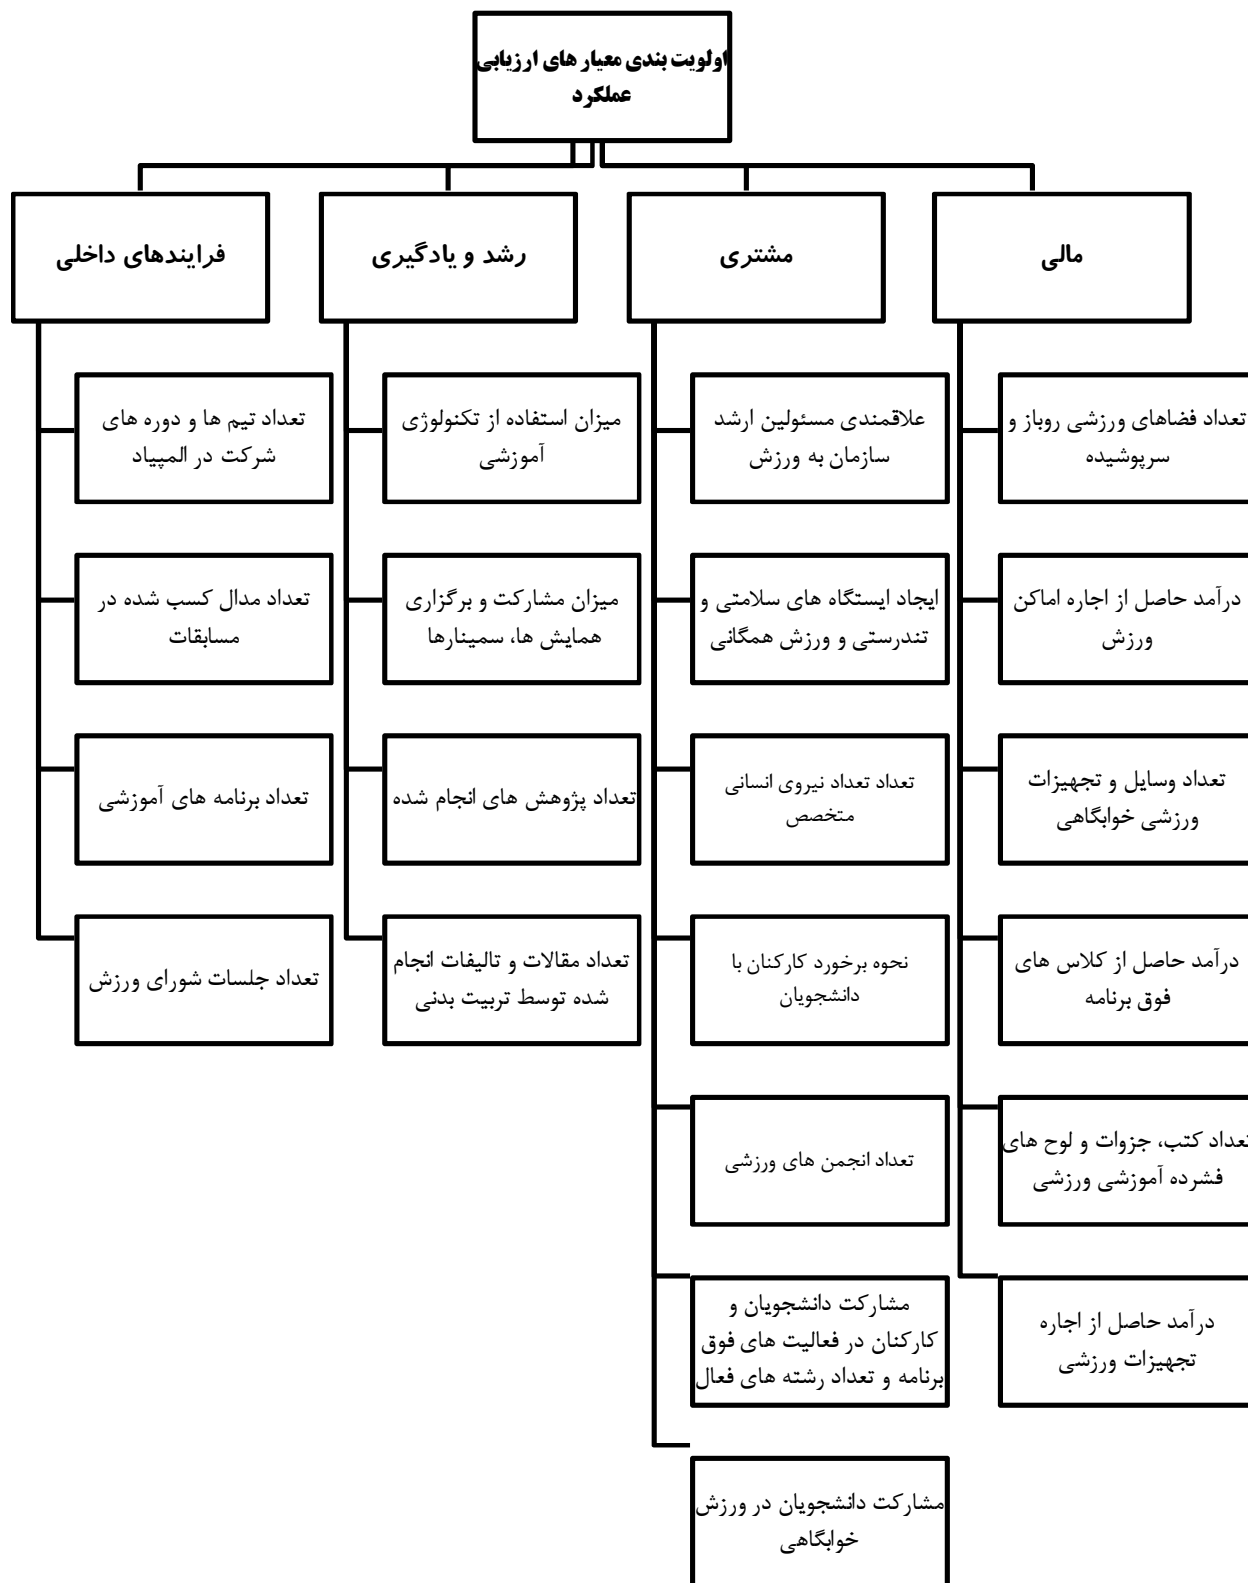 اولویت بندی معیار های ارزیابی
عملکرد
مالی
تعداد فضاهای ورزشی روباز و
سرپوشیده
درآمد حاصل از اجاره اماکن
ورزش
تعداد وسایل و تجهیزات
ورزشی خوابگاهی
درآمد حاصل از کلاس های
فوق برنامه
تعداد کتب، جزوات و لوح های
فشرده آموزشی ورزشی
درآمد حاصل از اجاره
تجهیزات ورزشی
مشتری
علاقمندی مسئولین ارشد
سازمان به ورزش
ایجاد ایستگاه های سلامتی و
تندرستی و ورزش همگانی
تعداد تعداد نیروی انسانی
متخصص
نحوه برخورد کارکنان با
دانشجویان
تعداد انجمن های ورزشی
مشارکت دانشجویان و
کارکنان در فعالیت های فوق
برنامه و تعداد رشته های فعال
مشارکت دانشجویان در ورزش
خوابگاهی
رشد و یادگیری
میزان استفاده از تکنولوژی
آموزشی
میزان مشارکت و برگزاری
همایش ها، سمینارها
تعداد پژوهش های انجام شده
تعداد مقالات و تالیفات انجام
شده توسط تربیت بدنی
فرایندهای داخلی
تعداد تیم ها و دوره های
شرکت در المپیاد
تعداد مدال کسب شده در
مسابقات
تعداد برنامه های آموزشی
تعداد جلسات شورای ورزش